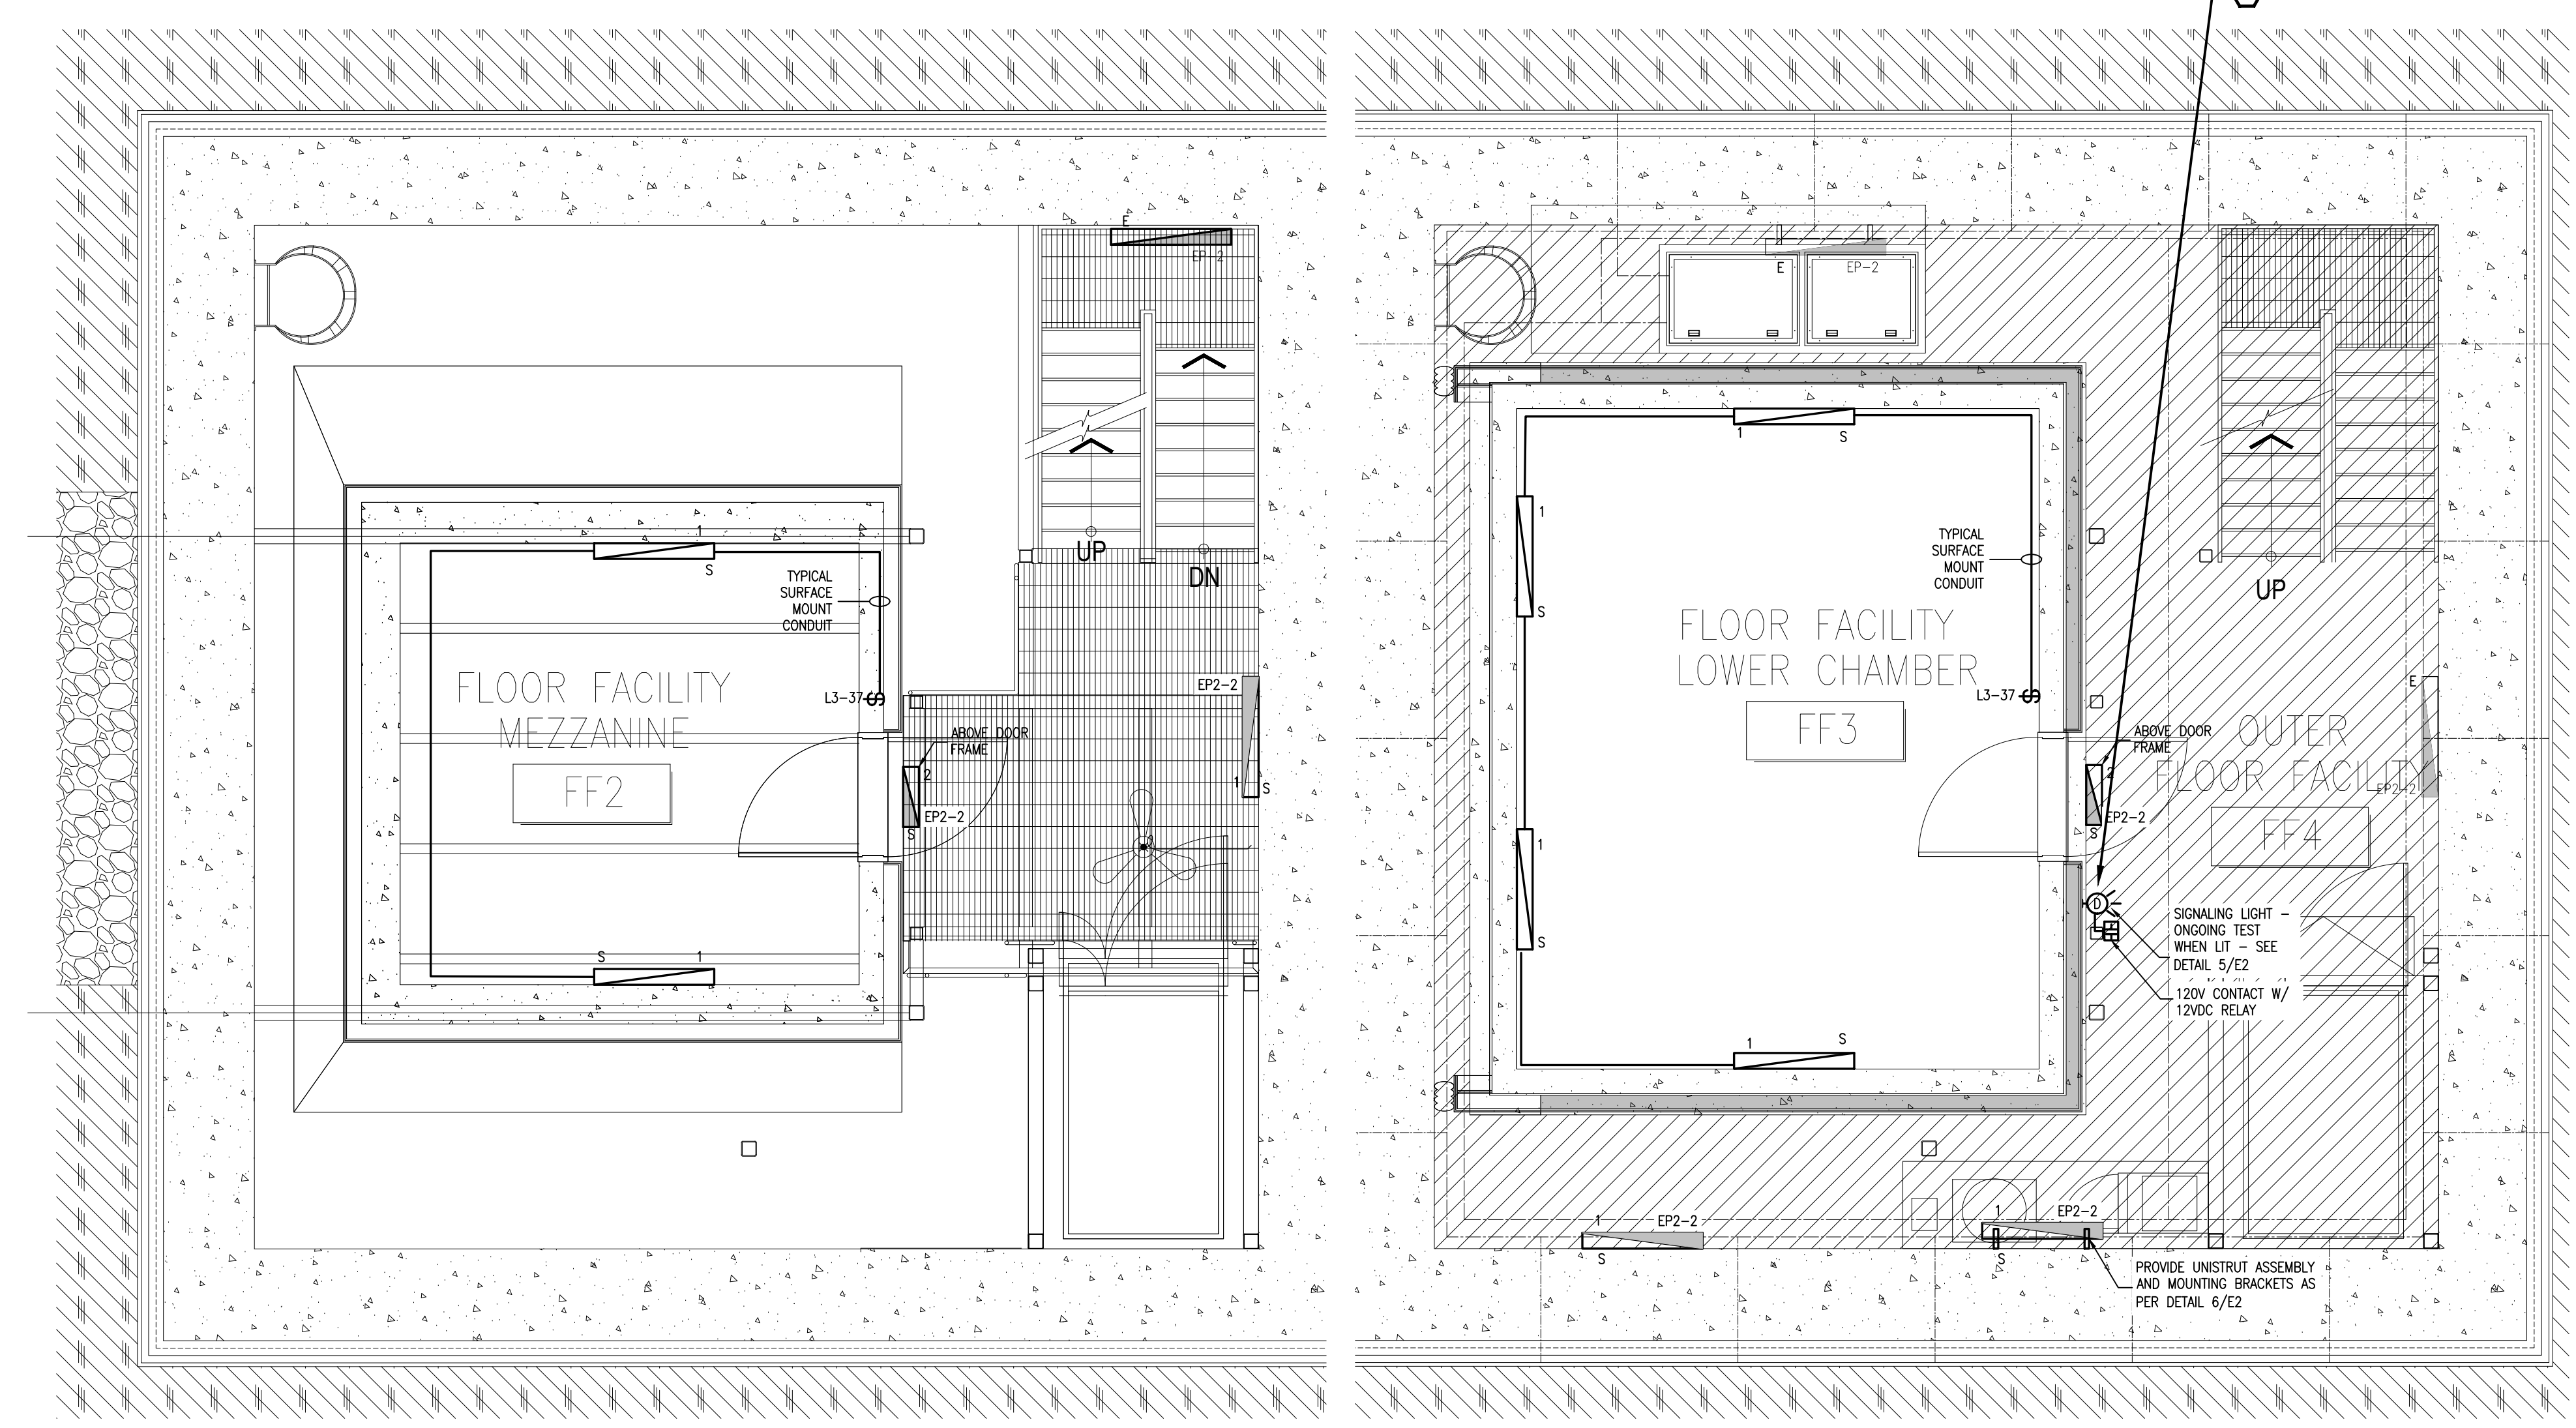 E
EP-2
1
S
TYPICAL
SURFACE
MOUNT
CONDUIT
UP
DN
FLOOR FACILITY
MEZZANINE
FF2
L3-37
S
EP2-2
1
S
ABOVE DOOR
FRAME
2
EP2-2
S
S
1
E
EP-2
1
S
1
S
TYPICAL
SURFACE
MOUNT
CONDUIT
UP
FLOOR FACILITY
LOWER CHAMBER
FF3
L3-37
S
E
ABOVE DOOR
FRAME
2
OUTER
FLOOR FACILITY
EP2-2
EP2-2
S
FF4
1
S
D
SIGNALING LIGHT –
ONGOING TEST
WHEN LIT – SEE
DETAIL 5/E2
120V CONTACT W/
12VDC RELAY
1
S
1
EP2-2
S
1
EP2-2
S
PROVIDE UNISTRUT ASSEMBLY
AND MOUNTING BRACKETS AS
PER DETAIL 6/E2